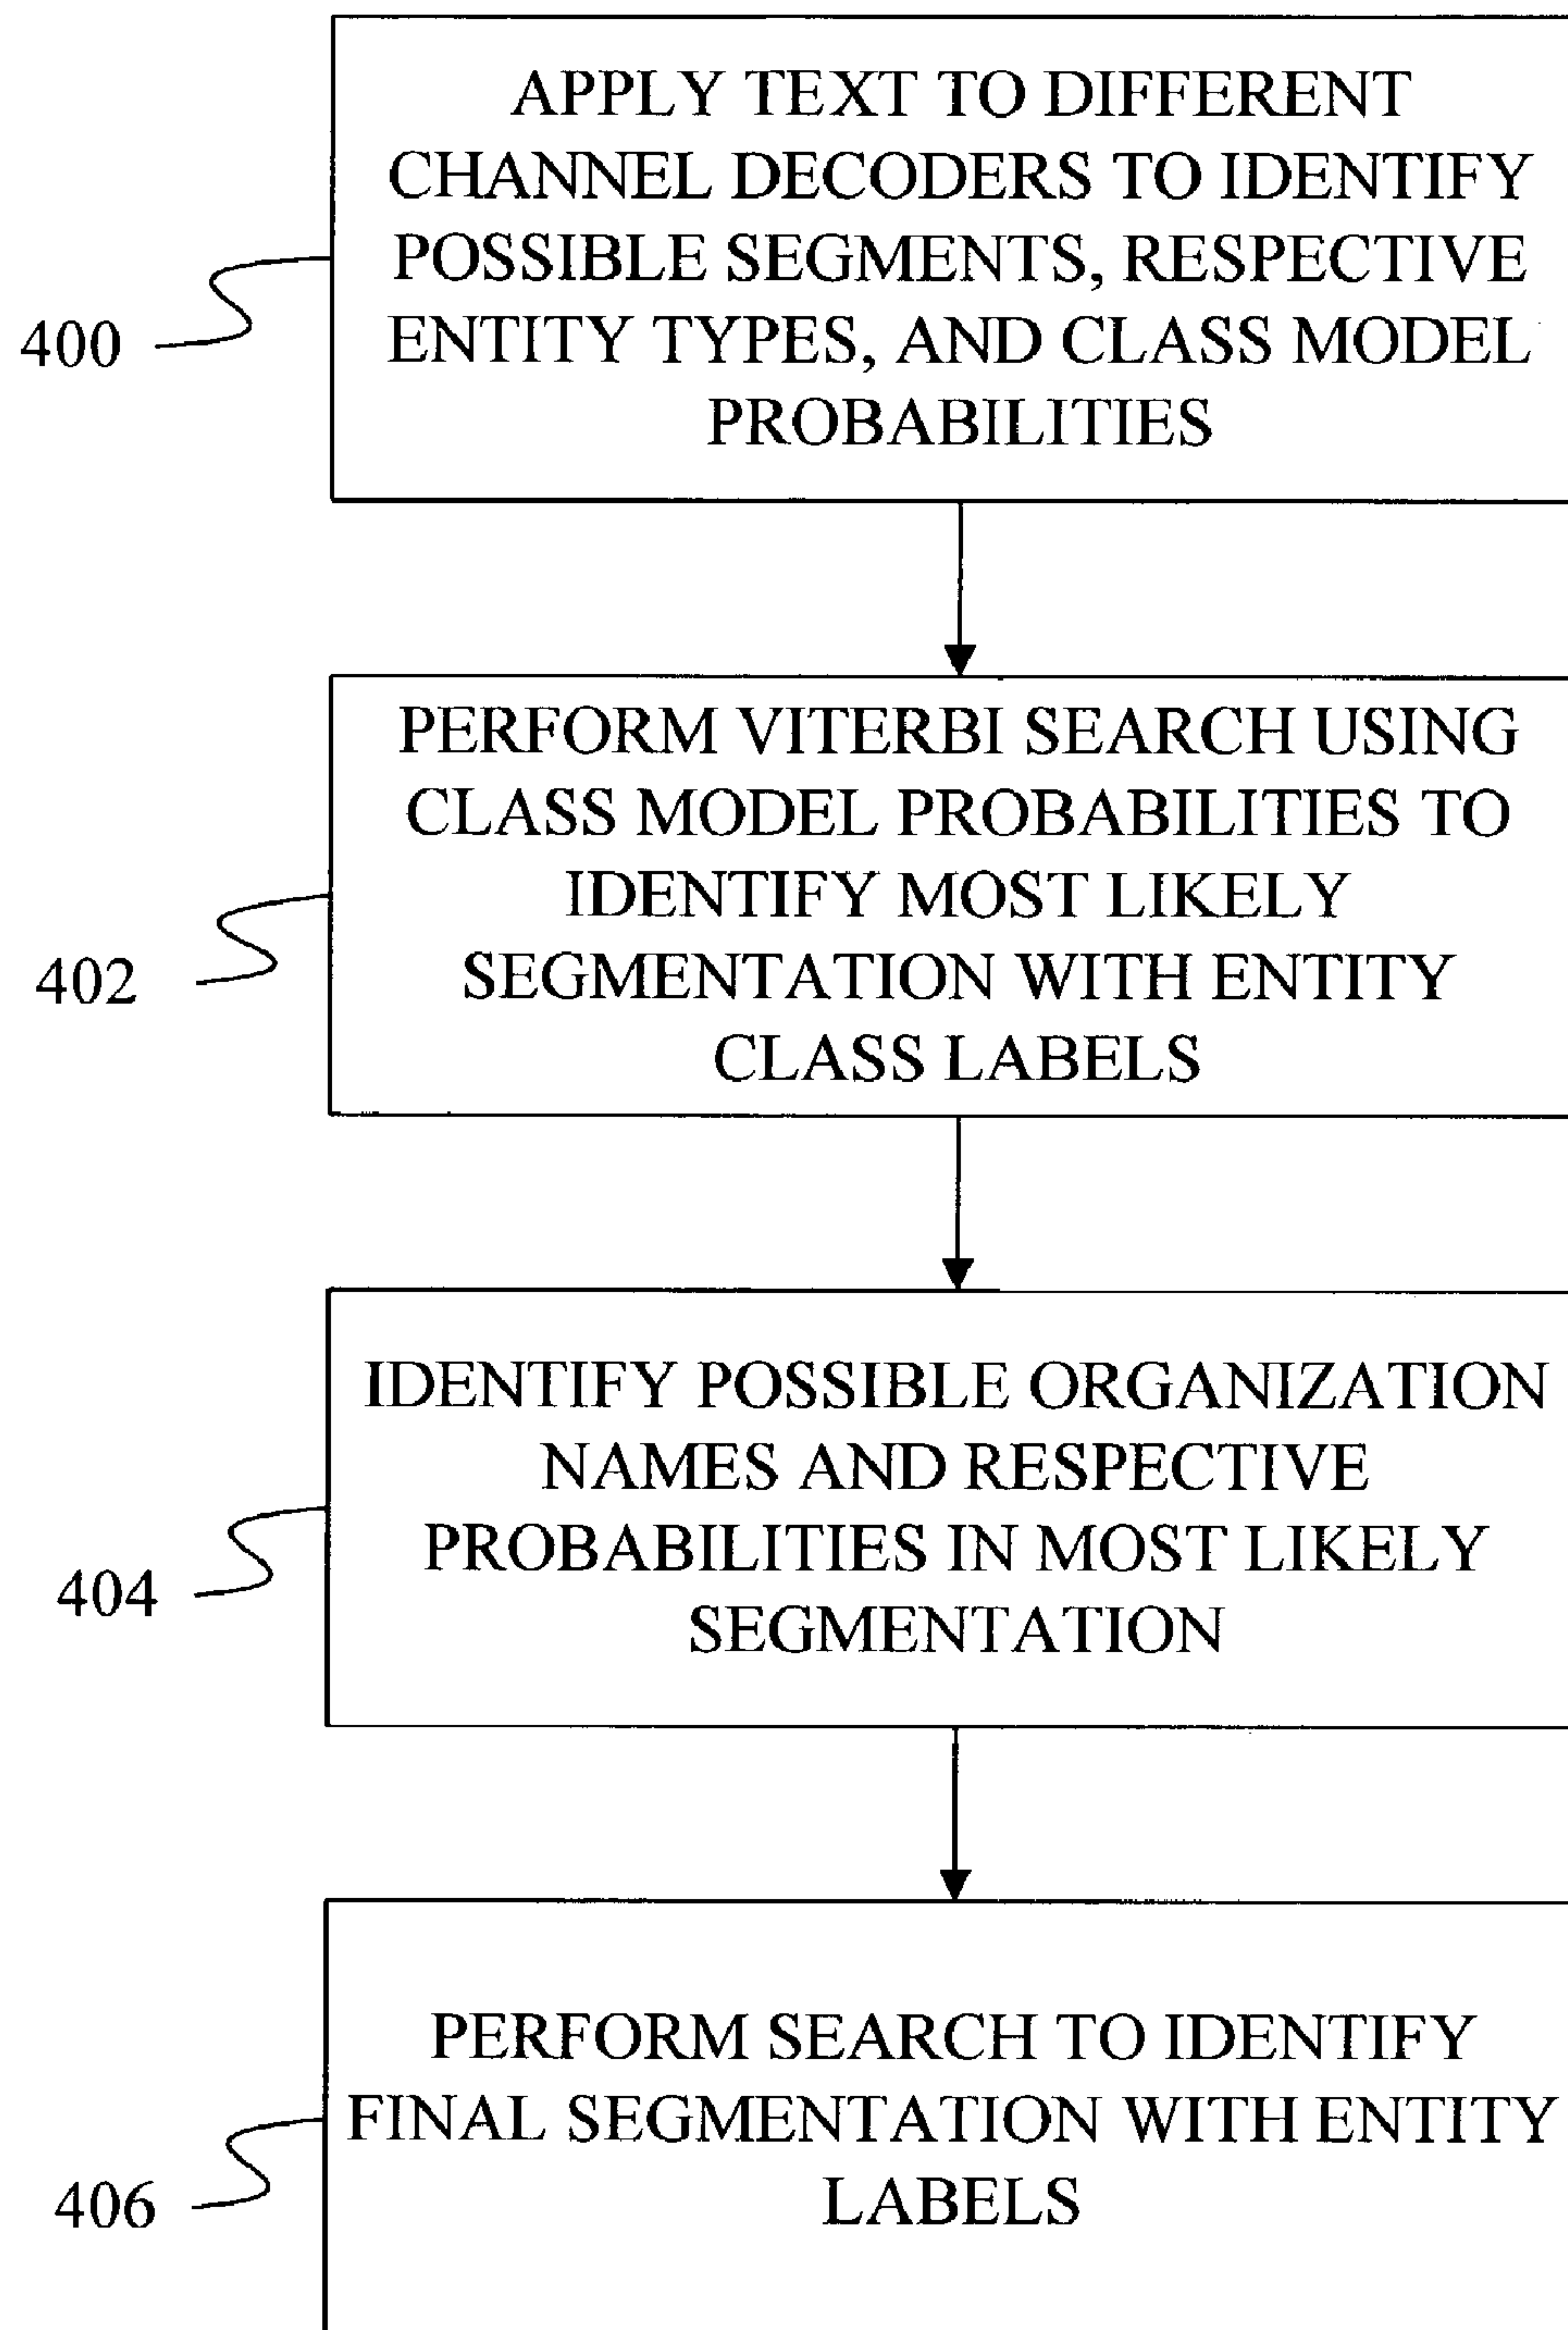 APPLY TEXT TO DIFFERENT
CHANNEL DECODERS TO IDENTIFY
POSSIBLE SEGMENTS, RESPECTIVE
ENTITY TYPES, AND CLASS MODEL
PROBABILITIES
400
PERFORM VITERBI SEARCH USING
CLASS MODEL PROBABILITIES TO
IDENTIFY MOST LIKELY
SEGMENTATION WITH ENTITY
CLASS LABELS
402
IDENTIFY POSSIBLE ORGANIZATION
NAMES AND RESPECTIVE
PROBABILITIES IN MOST LIKELY
SEGMENTATION
404
PERFORM SEARCH TO IDENTIFY
FINAL SEGMENTATION WITH ENTITY
LABELS
406